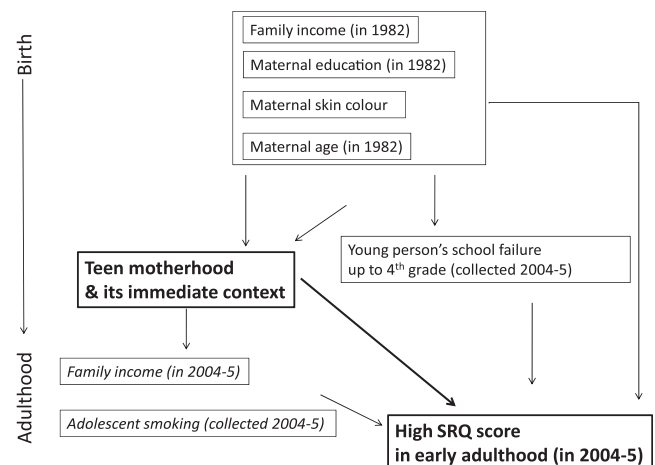 Birth
Family income (in 1982)
Maternal education (in 1982)
Maternal skin colour
Maternal age (in 1982)
Young person's school failure
up to 4th grade (collected 2004-5)
Teen motherhood
& its immediate context
Adulthood
Family income (in 2004-5)
Adolescent smoking (collected 2004-5)
High SRQ score
in early adulthood (in 2004-5)